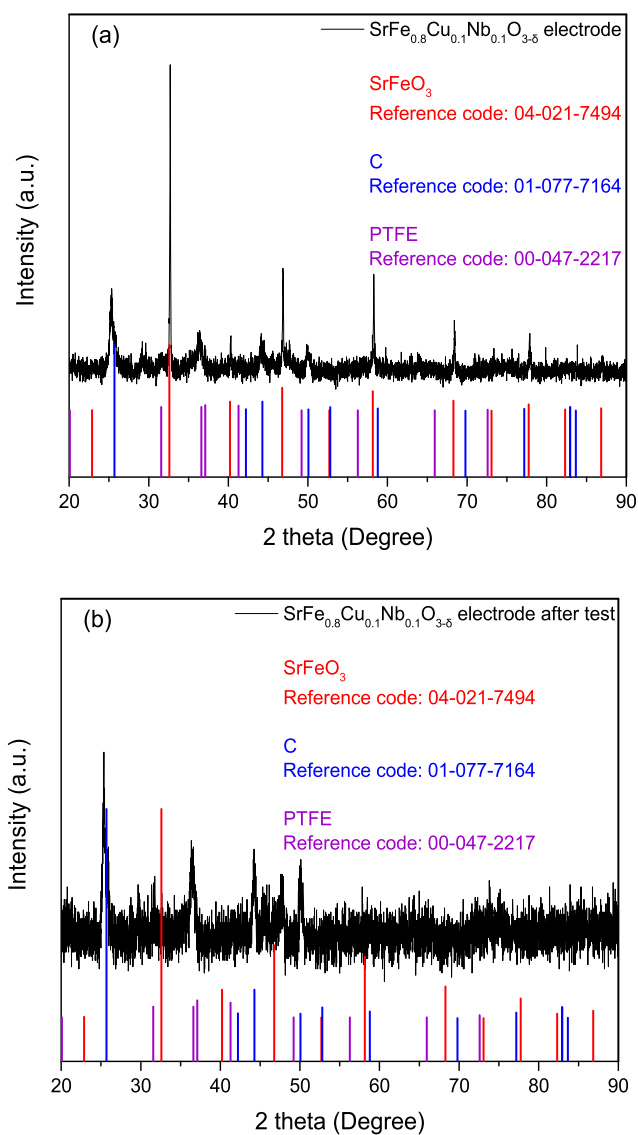 (a)
SrFe0.8Cu0.1Nb0.1O3-δ electrode
SrFeO3
Reference code: 04-021-7494
C
Reference code: 01-077-7164
PTFE
Reference code: 00-047-2217
Intensity (a.u.)
20 30 40 50 60 70 80 90
2 theta (Degree)
(b)
SrFe0.8Cu0.1Nb0.1O3-δ electrode after test
SrFeO3
Reference code: 04-021-7494
C
Reference code: 01-077-7164
PTFE
Reference code: 00-047-2217
Intensity (a.u.)
20 30 40 50 60 70 80 90
2 theta (Degree)